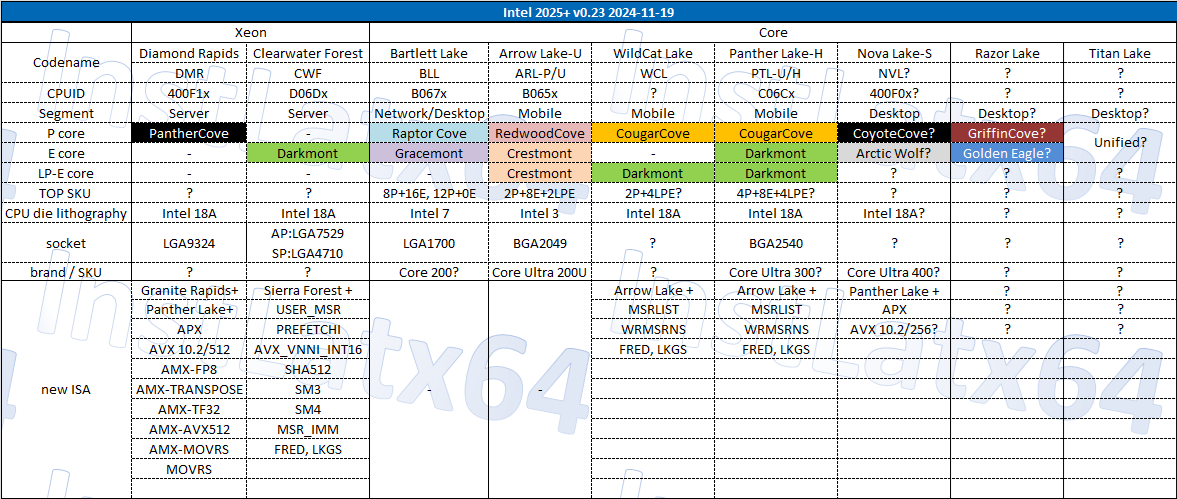 Intel 2025+ v0.23 2024-11-19
Xeon Core
Codename Diamond Rapids Clearwater Forest Bartlett Lake Arrow Lake-U WildCat Lake Panther Lake-H Nova Lake-S Razor Lake Titan Lake
DMR CWF BLL ARL-P/U WCL PTL-U/H NVL? ? ?
CPUID 400F1x D06Dx B067x B065x ? C06Cx 400F0x? ? ?
Segment Server Server Network/Desktop Mobile Mobile Mobile Desktop Desktop? Desktop?
P core PantherCove - Raptor Cove RedwoodCove CougarCove CougarCove CoyoteCove? GriffinCove? Unified?
E core - Darkmont Gracemont Crestmont - Darkmont Arctic Wolf? Golden Eagle?
LP-E core - - - Crestmont Darkmont Darkmont ? ? ?
TOP SKU ? ? 8P+16E, 12P+0E 2P+8E+2LPE 2P+4LPE? 4P+8E+4LPE? ? ? ?
CPU die lithography Intel 18A Intel 18A Intel 7 Intel 3 Intel 18A Intel 18A Intel 18A? ? ?
socket LGA9324 AP:LGA7529 SP:LGA4710 LGA1700 BGA2049 ? BGA2540 ? ? ?
brand / SKU ? ? Core 200? Core Ultra 200U ? Core Ultra 300? Core Ultra 400? ? ?
new ISA Granite Rapids+ Sierra Forest + - - Arrow Lake + Arrow Lake + Panther Lake + ? ?
Panther Lake+ USER_MSR MSRLIST MSRLIST APX ? ?
APX PREFETCHI WRMSRNS WRMSRNS AVX 10.2/256? ? ?
AVX 10.2/512 AVX_VNNI_INT16 FRED, LKGS FRED, LKGS
AMX-FP8 SHA512
AMX-TRANSPOSE SM3
AMX-TF32 SM4
AMX-AVX512 MSR_IMM
AMX-MOVRS FRED, LKGS
MOVRS
InstLatx64